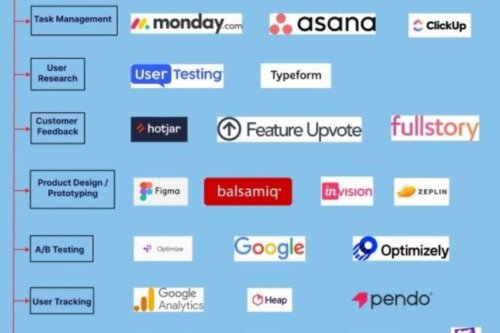 Task Management
monday.com
asana
ClickUp
User
Research
UserTesting
Typeform
Customer
Feedback
hotjar
Feature Upvote
fullstory
Product Design /
Prototyping
Figma
balsamiq
invision
ZEPLIN
A/B Testing
Optimize
Google
Optimizely
User Tracking
Google
Analytics
Heap
pendo